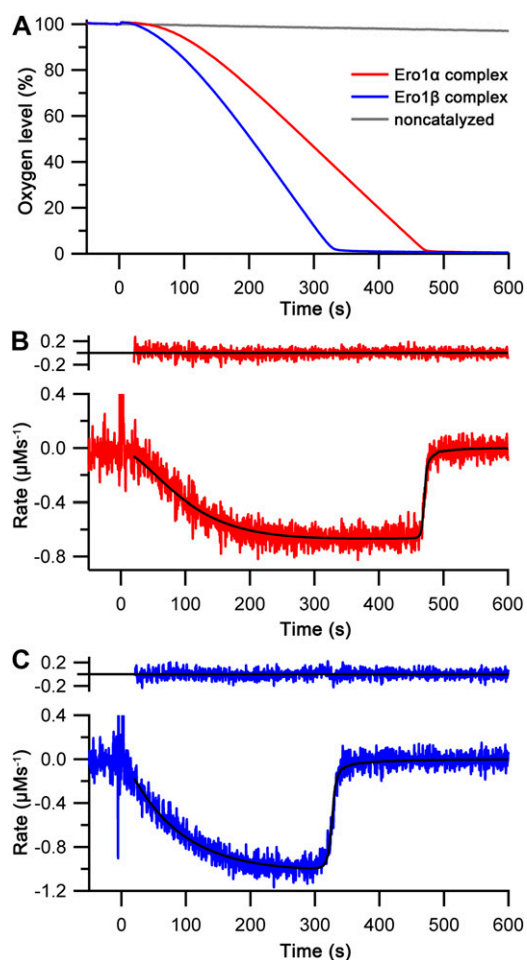 A
Oxygen level (%)
100
80
60
40
20
0
Ero1α complex
Ero1β complex
noncatalyzed
0 100 200 300 400 500 600
Time (s)
B
0.2
-0.2
Rate (µMs⁻¹)
0.4
0.0
-0.4
-0.8
0 100 200 300 400 500 600
Time (s)
C
0.2
-0.2
Rate (µMs⁻¹)
0.4
0.0
-0.4
-0.8
-1.2
0 100 200 300 400 500 600
Time (s)